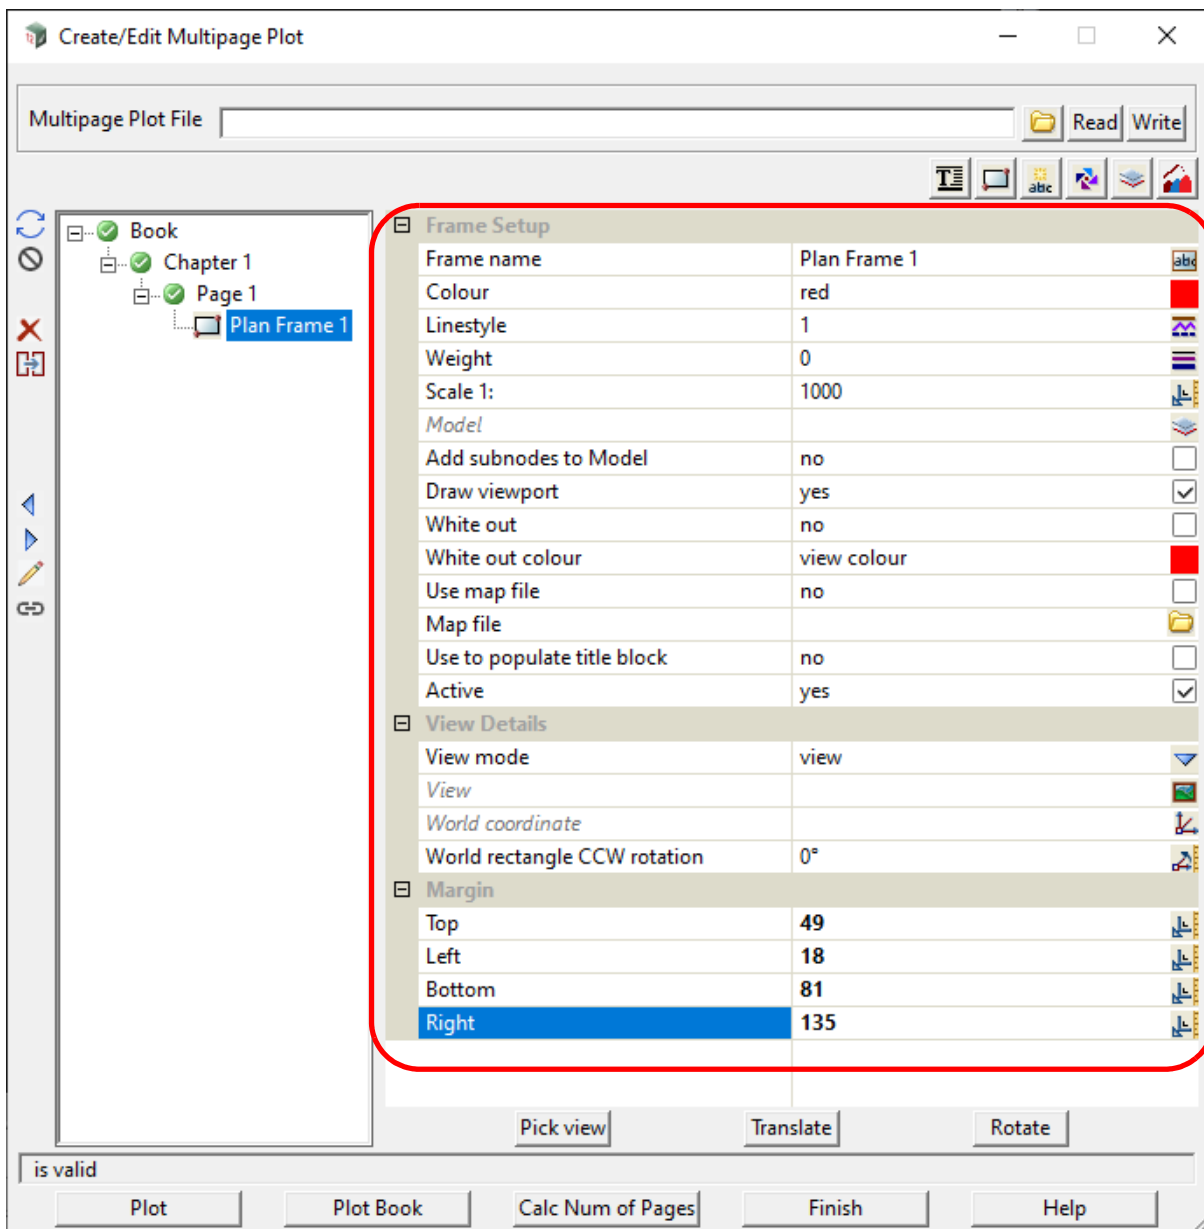 Create/Edit Multipage Plot
Multipage Plot File Read Write
T abc
Book
Chapter 1
Page 1
Plan Frame 1
Frame Setup
Frame name Plan Frame 1 abc
Colour red
Linestyle 1
Weight 0
Scale 1: 1000
Model
Add subnodes to Model no
Draw viewport yes
White out no
White out colour view colour
Use map file no
Map file
Use to populate title block no
Active yes
View Details
View mode view
View
World coordinate
World rectangle CCW rotation 0°
Margin
Top 49
Left 18
Bottom 81
Right 135
Pick view Translate Rotate
is valid
Plot Plot Book Calc Num of Pages Finish Help